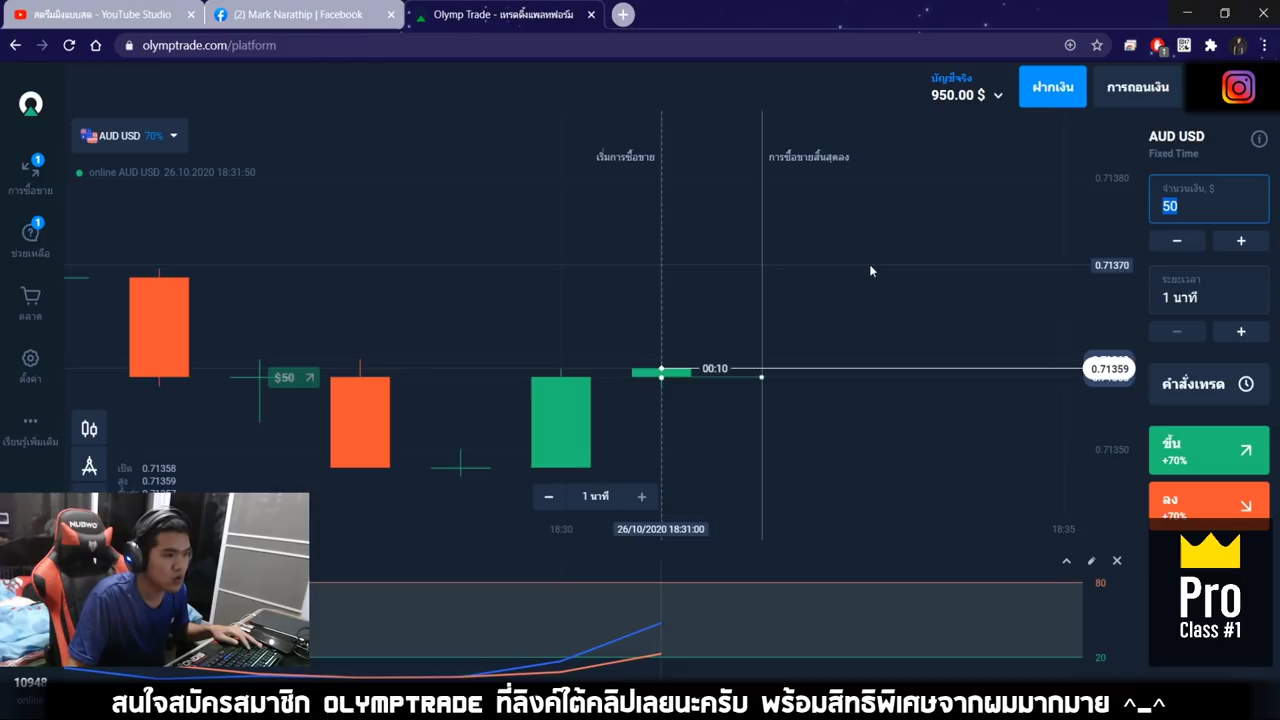 สตรีมมิ่งแบบสด - YouTube Studio
(2) Mark Narathip | Facebook
Olymp Trade - เทรดดิ้งแพลทฟอร์ม
olymptrade.com/platform
1
บัญชีจริง
950.00 $
ฝากเงิน
การถอนเงิน
AUD USD 70%
online AUD USD 26.10.2020 18:31:50
เริ่มการซื้อขาย
การซื้อขายสิ้นสุดลง
1
การซื้อขาย
1
ช่วยเหลือ
ตลาด
ตั้งค่า
เรียนรู้เพิ่มเติม
0.71380
0.71370
0.71359
0.71350
$50
00:10
เปิด 0.71358
สูง 0.71359
1 นาที
18:30
26/10/2020 18:31:00
18:35
80
20
AUD USD
Fixed Time
จำนวนเงิน, $
50
ระยะเวลา
1 นาที
คำสั่งเทรด
ขึ้น
+70%
ลง
+70%
NUBWO
Pro
Class #1
10948
online
สนใจสมัครสมาชิก OLYMPTRADE ที่ลิงค์ใต้คลิปเลยนะครับ พร้อมสิทธิพิเศษจากผมมากมาย ^_^